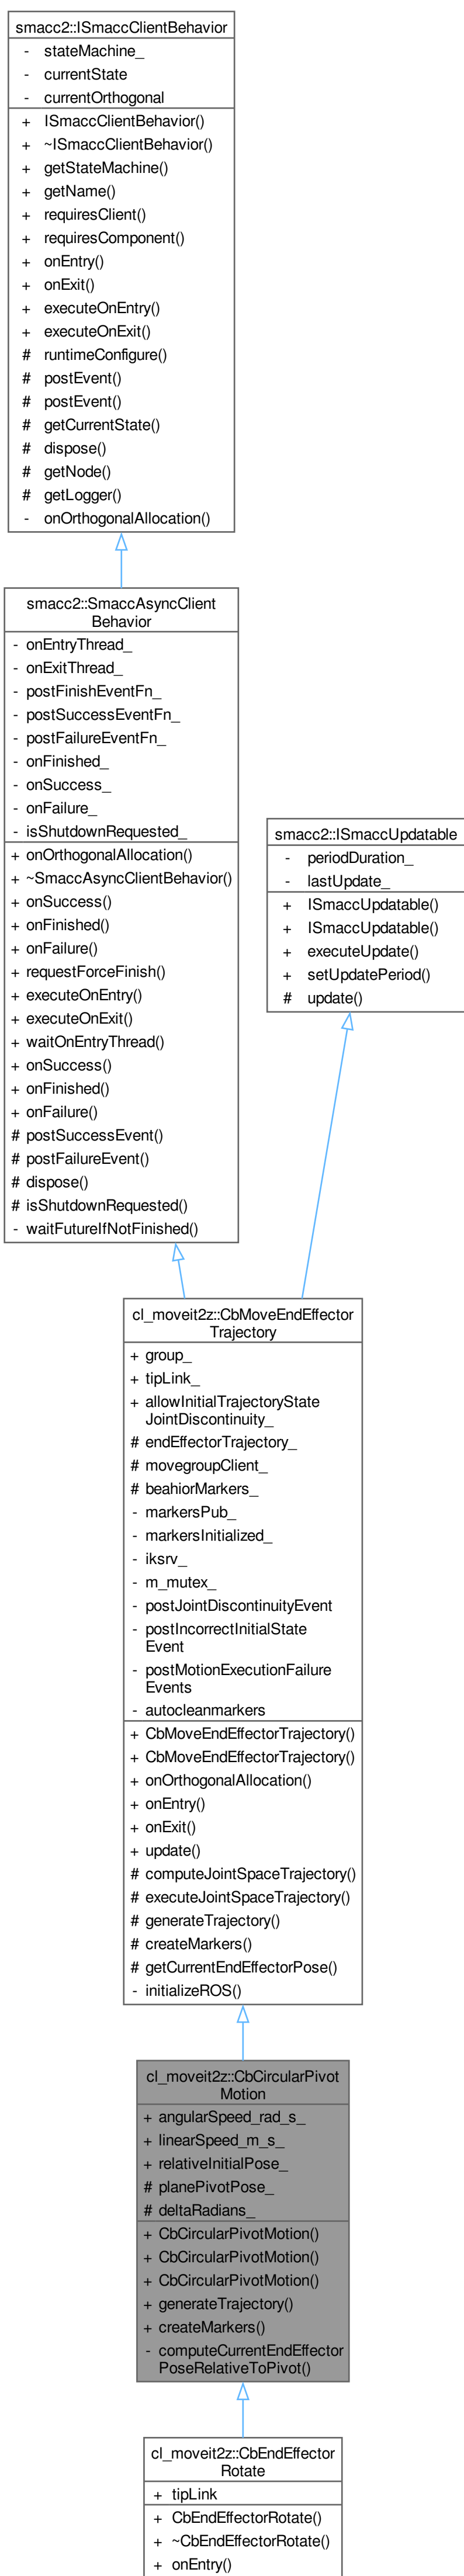 smacc2::ISmaccClientBehavior
- stateMachine_
- currentState
- currentOrthogonal
+ ISmaccClientBehavior()
+ ~ISmaccClientBehavior()
+ getStateMachine()
+ getName()
+ requiresClient()
+ requiresComponent()
+ onEntry()
+ onExit()
+ executeOnEntry()
+ executeOnExit()
# runtimeConfigure()
# postEvent()
# postEvent()
# getCurrentState()
# dispose()
# getNode()
# getLogger()
- onOrthogonalAllocation()
smacc2::SmaccAsyncClient
Behavior
- onEntryThread_
- onExitThread_
- postFinishEventFn_
- postSuccessEventFn_
- postFailureEventFn_
- onFinished_
- onSuccess_
- onFailure_
- isShutdownRequested_
+ onOrthogonalAllocation()
+ ~SmaccAsyncClientBehavior()
+ onSuccess()
+ onFinished()
+ onFailure()
+ requestForceFinish()
+ executeOnEntry()
+ executeOnExit()
+ waitOnEntryThread()
+ onSuccess()
+ onFinished()
+ onFailure()
# postSuccessEvent()
# postFailureEvent()
# dispose()
# isShutdownRequested()
- waitFutureIfNotFinished()
smacc2::ISmaccUpdatable
- periodDuration_
- lastUpdate_
+ ISmaccUpdatable()
+ ISmaccUpdatable()
+ executeUpdate()
+ setUpdatePeriod()
# update()
cl_moveit2z::CbMoveEndEffector
Trajectory
+ group_
+ tipLink_
+ allowInitialTrajectoryState
JointDiscontinuity_
# endEffectorTrajectory_
# movegroupClient_
# beahiorMarkers_
- markersPub_
- markersInitialized_
- iksrv_
- m_mutex_
- postJointDiscontinuityEvent
- postIncorrectInitialState
Event
- postMotionExecutionFailure
Events
- autocleanmarkers
+ CbMoveEndEffectorTrajectory()
+ CbMoveEndEffectorTrajectory()
+ onOrthogonalAllocation()
+ onEntry()
+ onExit()
+ update()
# computeJointSpaceTrajectory()
# executeJointSpaceTrajectory()
# generateTrajectory()
# createMarkers()
# getCurrentEndEffectorPose()
- initializeROS()
cl_moveit2z::CbCircularPivot
Motion
+ angularSpeed_rad_s_
+ linearSpeed_m_s_
+ relativeInitialPose_
# planePivotPose_
# deltaRadians_
+ CbCircularPivotMotion()
+ CbCircularPivotMotion()
+ CbCircularPivotMotion()
+ generateTrajectory()
+ createMarkers()
- computeCurrentEndEffector
PoseRelativeToPivot()
cl_moveit2z::CbEndEffector
Rotate
+ tipLink
+ CbEndEffectorRotate()
+ ~CbEndEffectorRotate()
+ onEntry()